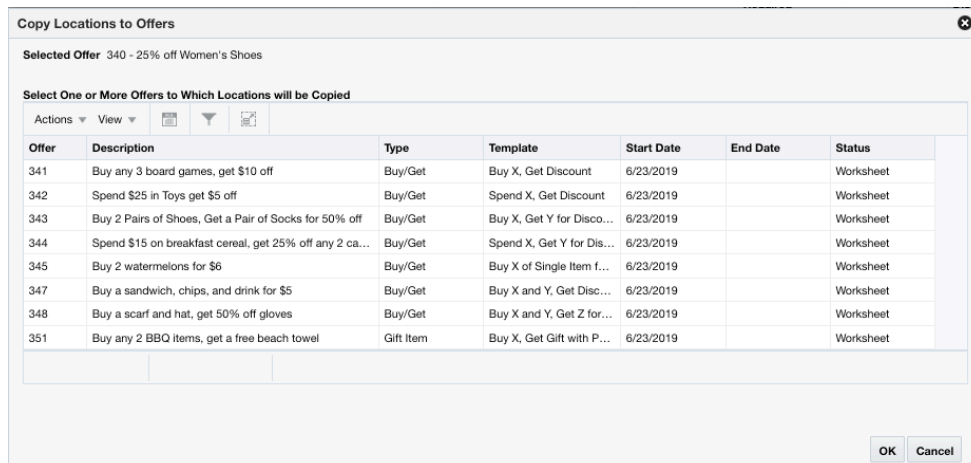 Copy Locations to Offers
Selected Offer 340 - 25% off Women's Shoes
Select One or More Offers to Which Locations will be Copied
Actions View
Offer Description Type Template Start Date End Date Status
341 Buy any 3 board games, get $10 off Buy/Get Buy X, Get Discount 6/23/2019 Worksheet
342 Spend $25 in Toys get $5 off Buy/Get Spend X, Get Discount 6/23/2019 Worksheet
343 Buy 2 Pairs of Shoes, Get a Pair of Socks for 50% off Buy/Get Buy X, Get Y for Disco... 6/23/2019 Worksheet
344 Spend $15 on breakfast cereal, get 25% off any 2 ca... Buy/Get Spend X, Get Y for Dis... 6/23/2019 Worksheet
345 Buy 2 watermelons for $6 Buy/Get Buy X of Single Item f... 6/23/2019 Worksheet
347 Buy a sandwich, chips, and drink for $5 Buy/Get Buy X and Y, Get Disc... 6/23/2019 Worksheet
348 Buy a scarf and hat, get 50% off gloves Buy/Get Buy X and Y, Get Z for... 6/23/2019 Worksheet
351 Buy any 2 BBQ items, get a free beach towel Gift Item Buy X, Get Gift with P... 6/23/2019 Worksheet
OK Cancel